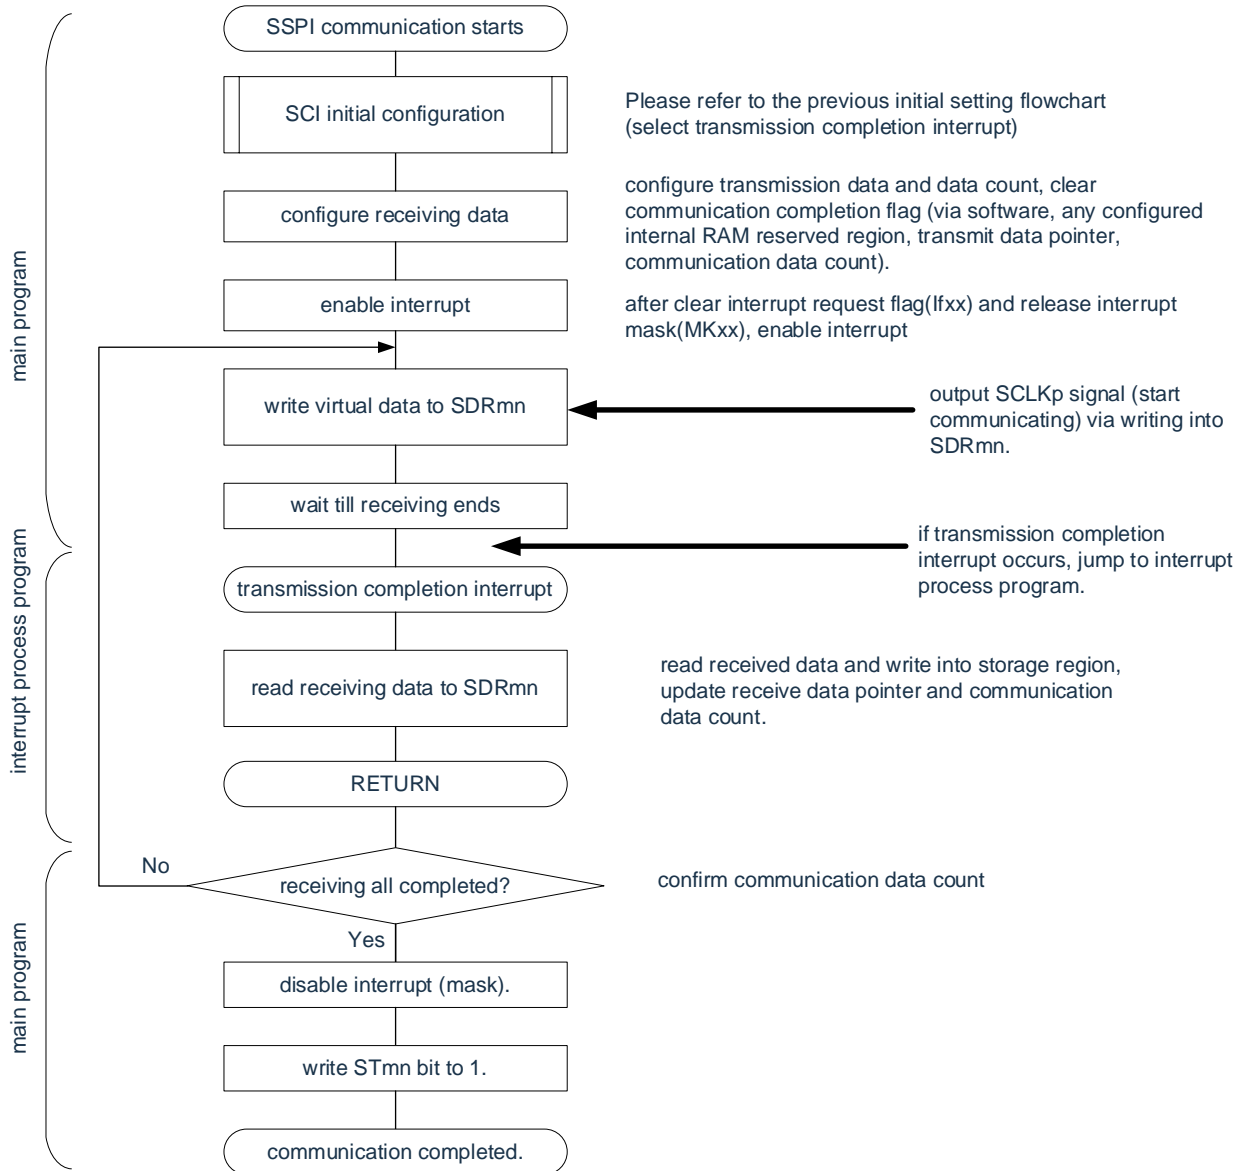 SSPI communication starts
SCI initial configuration
Please refer to the previous initial setting flowchart
(select transmission completion interrupt)
configure receiving data
configure transmission data and data count, clear
communication completion flag (via software, any configured
internal RAM reserved region, transmit data pointer,
communication data count).
main program
enable interrupt
after clear interrupt request flag(Ifxx) and release interrupt
mask(MKxx), enable interrupt
write virtual data to SDRmn
output SCLKp signal (start
communicating) via writing into
SDRmn.
wait till receiving ends
if transmission completion
interrupt occurs, jump to interrupt
process program.
interrupt process program
transmission completion interrupt
read receiving data to SDRmn
read received data and write into storage region,
update receive data pointer and communication
data count.
RETURN
No
receiving all completed?
confirm communication data count
Yes
main program
disable interrupt (mask).
write STmn bit to 1.
communication completed.